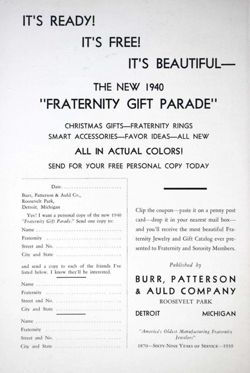 IT'S READY!
IT'S FREE!
IT'S BEAUTIFUL—
THE NEW 1940
"FRATERNITY GIFT PARADE"
CHRISTMAS GIFTS—FRATERNITY RINGS
SMART ACCESSORIES—FAVOR IDEAS—ALL NEW
ALL IN ACTUAL COLORS!
SEND FOR YOUR FREE PERSONAL COPY TODAY
Date
Burr, Patterson & Auld Co.,
Roosevelt Park,
Detroit, Michigan
Yes! I want a personal copy of the new 1940
"Fraternity Gift Parade." Send one copy to:
Name
Fraternity
Street and No.
City and State
and send a copy to each of the friends I've
listed below. I know they'll be interested.
Name
Fraternity
Street and No.
City and State
Name
Fraternity
Street and No.
City and State
Clip the coupon—paste it on a penny post
card—drop it in your nearest mail box—
and you'll receive the most beautiful Fra-
ternity Jewelry and Gift Catalog ever pre-
sented to Fraternity and Sorority Members.
Published by
BURR, PATTERSON
& AULD COMPANY
ROOSEVELT PARK
DETROIT MICHIGAN
"America's Oldest Manufacturing Fraternity
Jewelers"
1870—Sixty-Nine Years of Service—1939